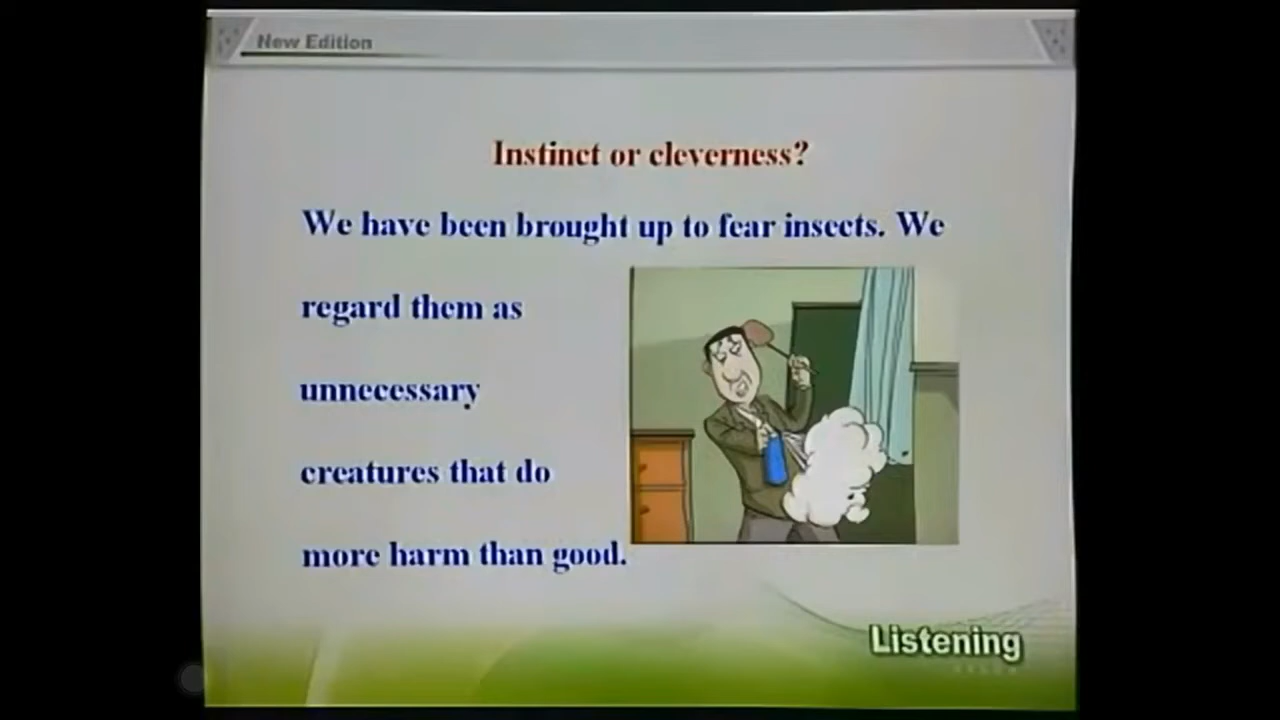 New Edition
Instinct or cleverness?
We have been brought up to fear insects. We
regard them as
unnecessary
creatures that do
more harm than good.
Listening